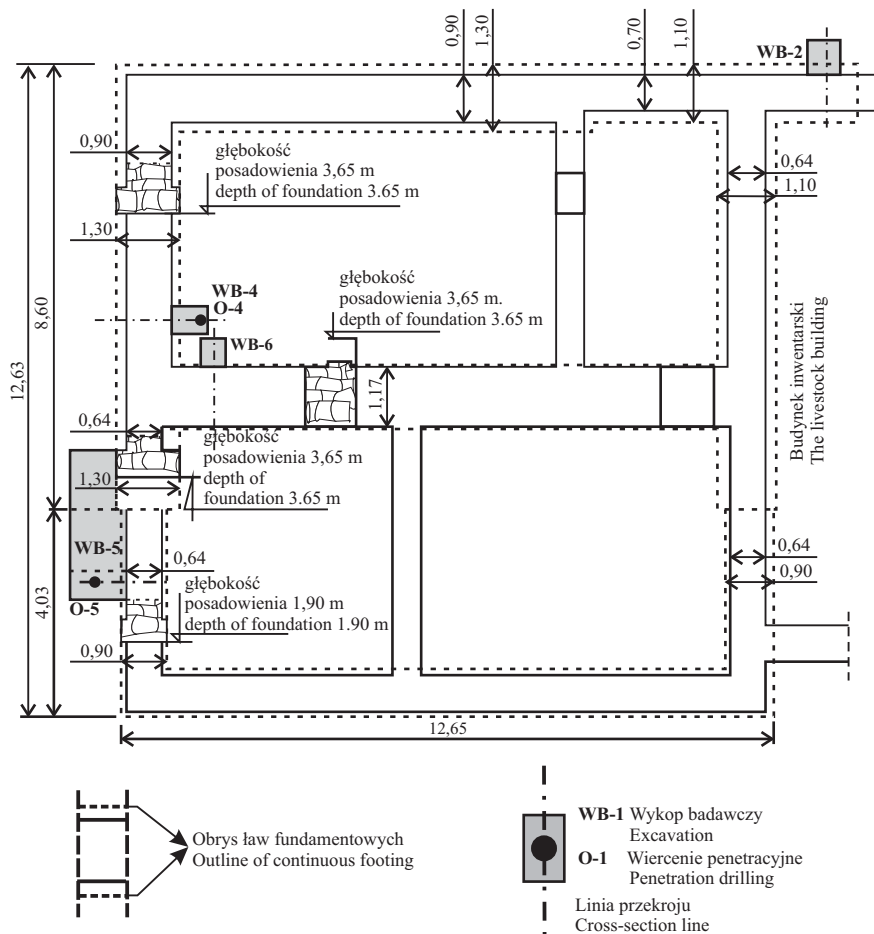 0,90
1,30
0,70
1,10
WB-2
0,90
głębokość
posadowienia 3,65 m
depth of foundation 3.65 m
0,64
1,10
1,30
WB-4
O-4
głębokość
posadowienia 3,65 m.
depth of foundation 3.65 m
WB-6
8,60
12,63
1,17
Budynek inwentarski
The livestock building
0,64
głębokość
posadowienia 3,65 m
depth of
foundation 3.65 m
1,30
WB-5
0,64
0,64
0,90
O-5
głębokość
posadowienia 1,90 m
depth of foundation 1.90 m
4,03
0,90
12,65
Obrys ław fundamentowych
Outline of continuous footing
WB-1 Wykop badawczy
Excavation
O-1 Wiercenie penetracyjne
Penetration drilling
Linia przekroju
Cross-section line